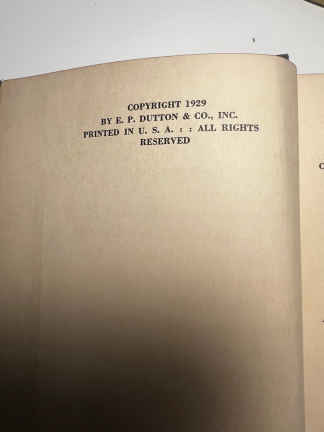 COPYRIGHT 1929
BY E. P. DUTTON & CO., INC.
PRINTED IN U. S. A. : : ALL RIGHTS
RESERVED